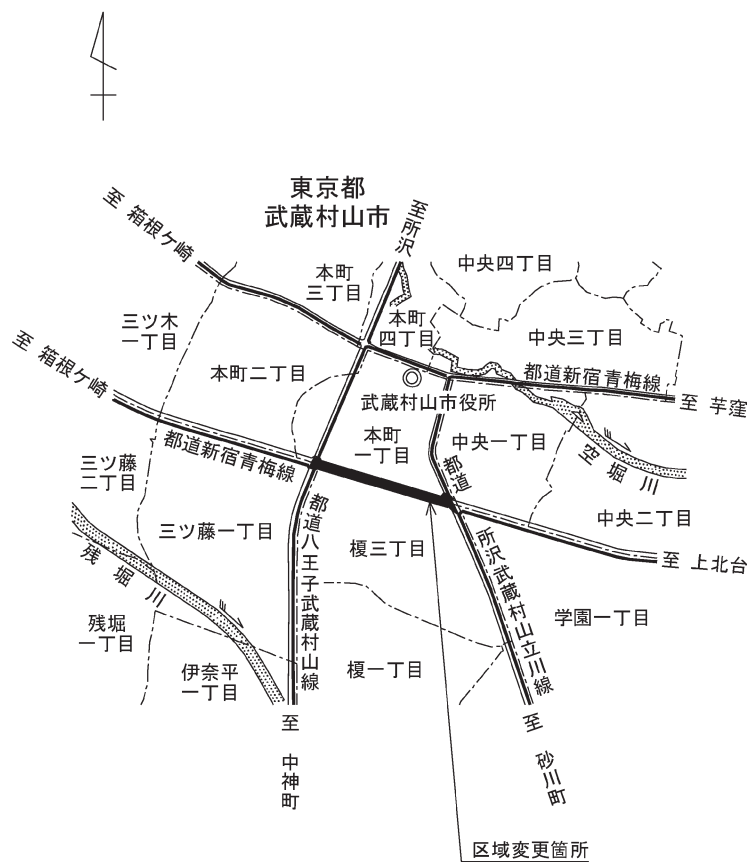 東京都
武蔵村山市
至 箱根ケ崎
至所沢
中央四丁目
本町
三丁目
本町
四丁目
三ツ木
一丁目
中央三丁目
至 箱根ケ崎
本町二丁目
都道新宿青梅線
至 芋窪
武蔵村山市役所
本町
一丁目
中央一丁目
都道新宿青梅線
都道
空堀川
三ツ藤
二丁目
中央二丁目
三ツ藤一丁目
都道八王子武蔵村山線
榎三丁目
所沢武蔵村山立川線
至 上北台
残堀川
残堀
一丁目
学園一丁目
伊奈平
一丁目
榎一丁目
至 中神町
至 砂川町
区域変更箇所